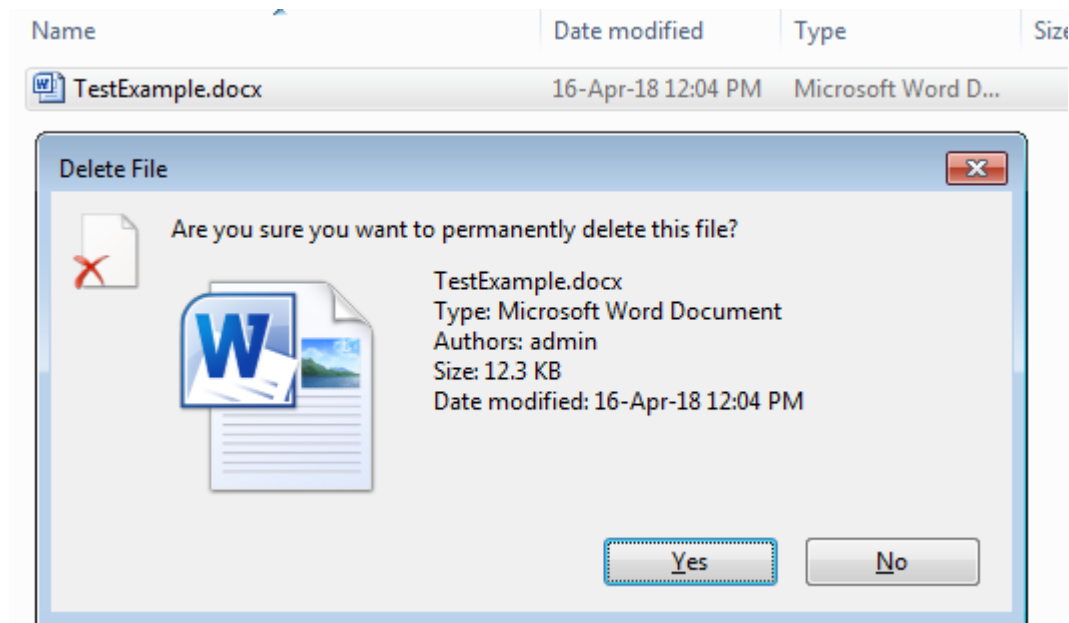 Name Date modified Type Size
TestExample.docx 16-Apr-18 12:04 PM Microsoft Word D...
Delete File
Are you sure you want to permanently delete this file?
TestExample.docx
Type: Microsoft Word Document
Authors: admin
Size: 12.3 KB
Date modified: 16-Apr-18 12:04 PM
Yes No